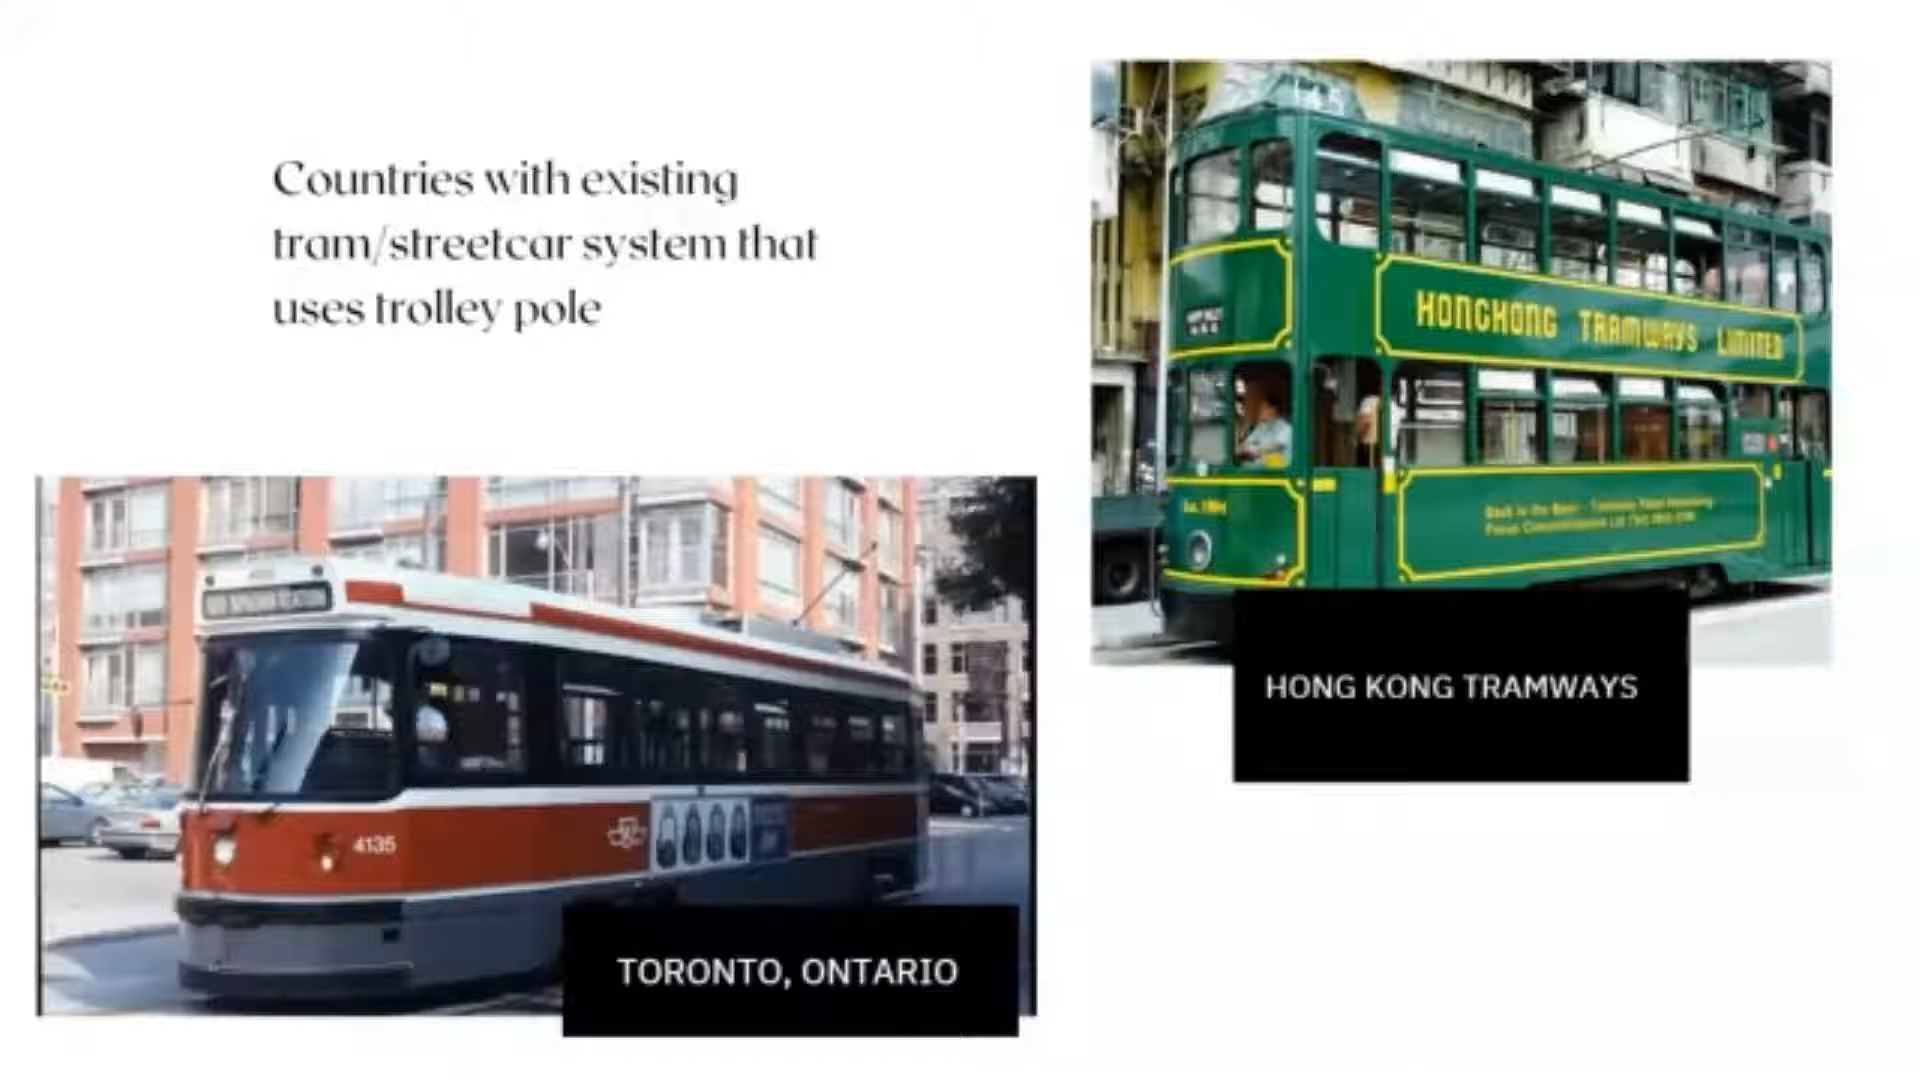 Countries with existing
tram/streetcar system that
uses trolley pole
HONGKONG TRAMWAYS LIMITED
HONG KONG TRAMWAYS
4135
TORONTO, ONTARIO